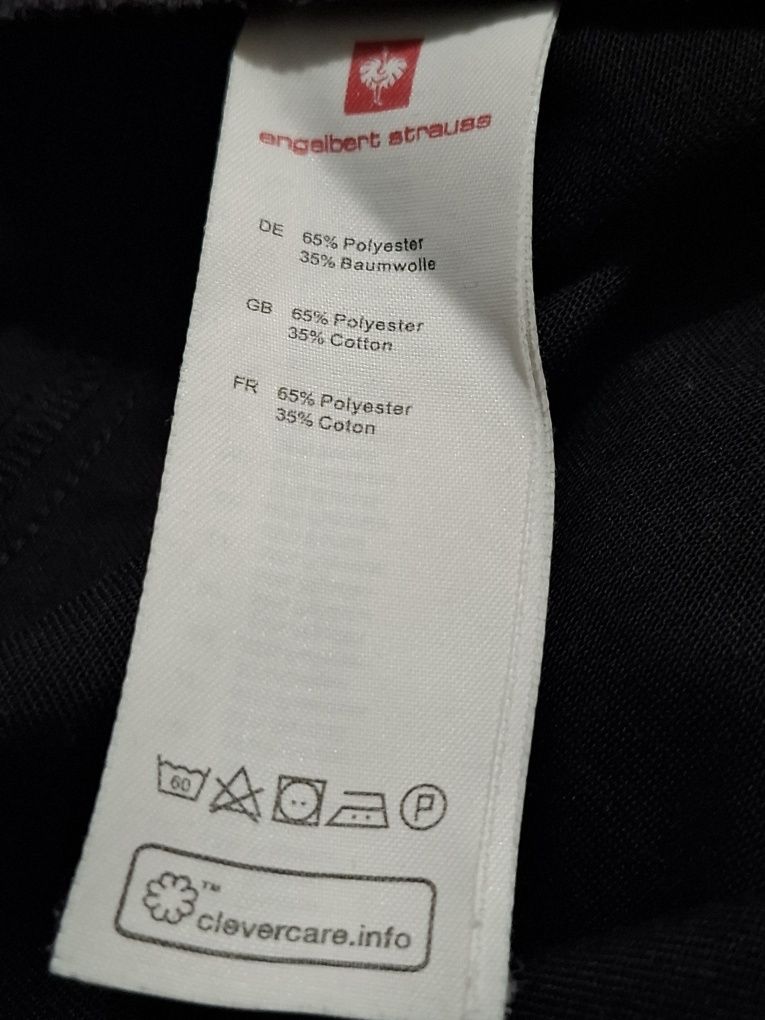 engelbert strauss
DE 65% Polyester
35% Baumwolle
GB 65% Polyester
35% Cotton
FR 65% Polyester
35% Coton
60 P
™
clevercare.info